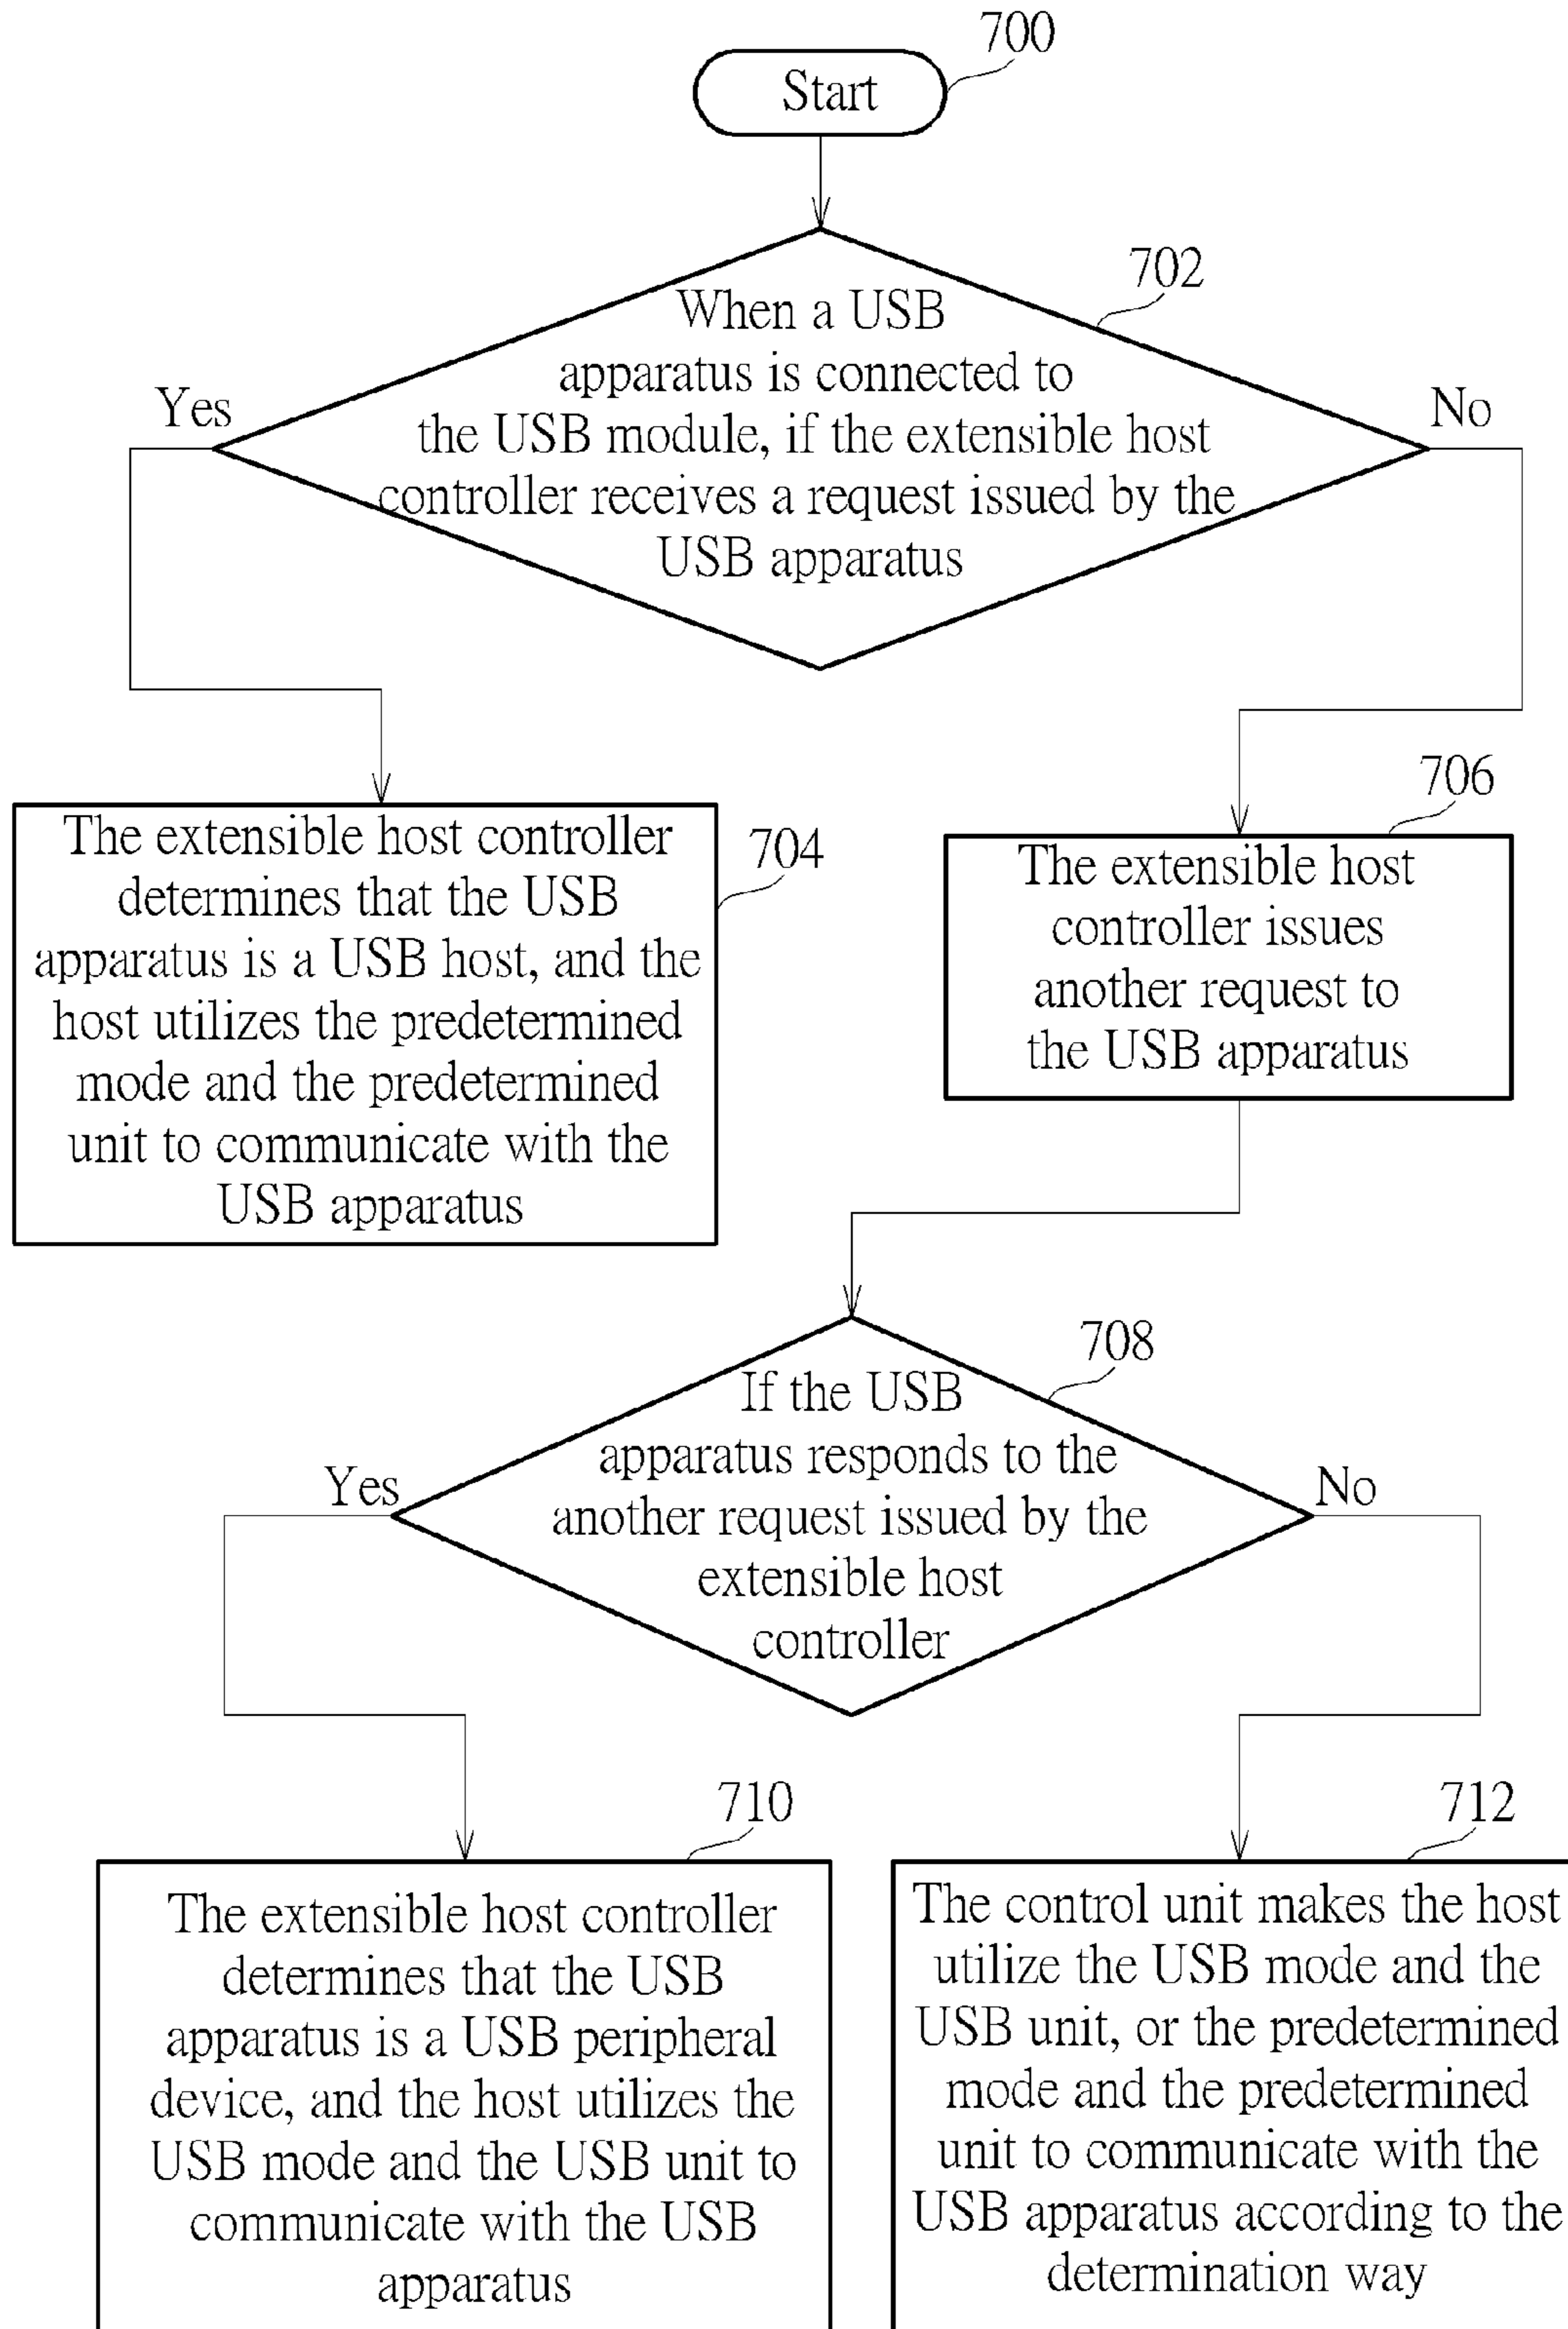 700
Start
702
When a USB
apparatus is connected to
the USB module, if the extensible host
controller receives a request issued by the
USB apparatus
Yes
No
704
The extensible host controller
determines that the USB
apparatus is a USB host, and the
host utilizes the predetermined
mode and the predetermined
unit to communicate with the
USB apparatus
706
The extensible host
controller issues
another request to
the USB apparatus
708
If the USB
apparatus responds to the
another request issued by the
extensible host
controller
Yes
No
710
The extensible host controller
determines that the USB
apparatus is a USB peripheral
device, and the host utilizes the
USB mode and the USB unit to
communicate with the USB
apparatus
712
The control unit makes the host
utilize the USB mode and the
USB unit, or the predetermined
mode and the predetermined
unit to communicate with the
USB apparatus according to the
determination way